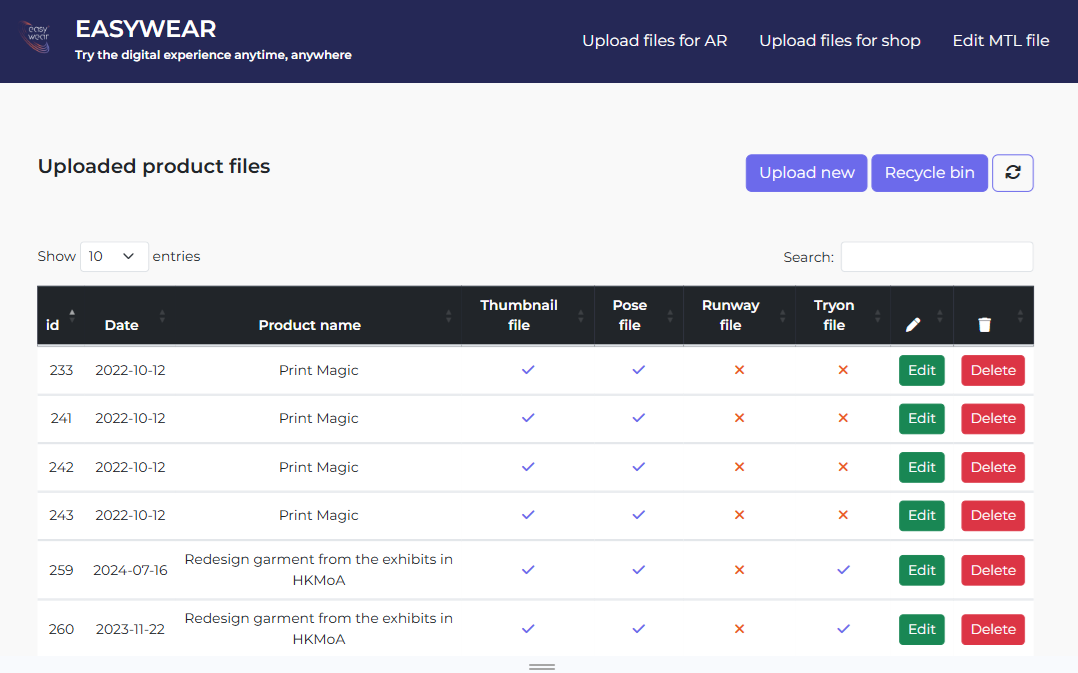 easy
wear
EASYWEAR
Try the digital experience anytime, anywhere
Upload files for AR Upload files for shop Edit MTL file
Uploaded product files
Upload new Recycle bin
Show 10 entries
Search:
id Date Product name Thumbnail file Pose file Runway file Tryon file
233 2022-10-12 Print Magic Edit Delete
241 2022-10-12 Print Magic Edit Delete
242 2022-10-12 Print Magic Edit Delete
243 2022-10-12 Print Magic Edit Delete
259 2024-07-16 Redesign garment from the exhibits in HKMoA Edit Delete
260 2023-11-22 Redesign garment from the exhibits in HKMoA Edit Delete